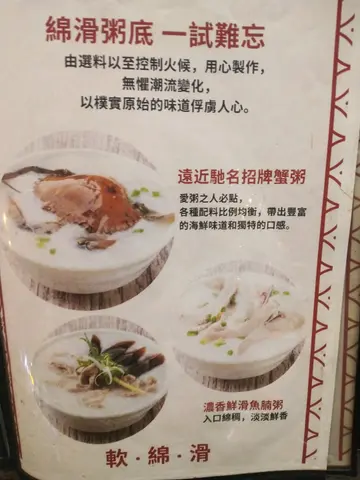 綿滑粥底 一試難忘
由選料以至控制火候，用心製作，
無懼潮流變化，
以樸實原始的味道俘虜人心。
遠近馳名招牌蟹粥
愛粥之人必點，
各種配料比例均衡，帶出豐富
的海鮮味道和獨特的口感。
濃香鮮滑魚腩粥
入口綿稠，淡淡鮮香
軟·綿·滑